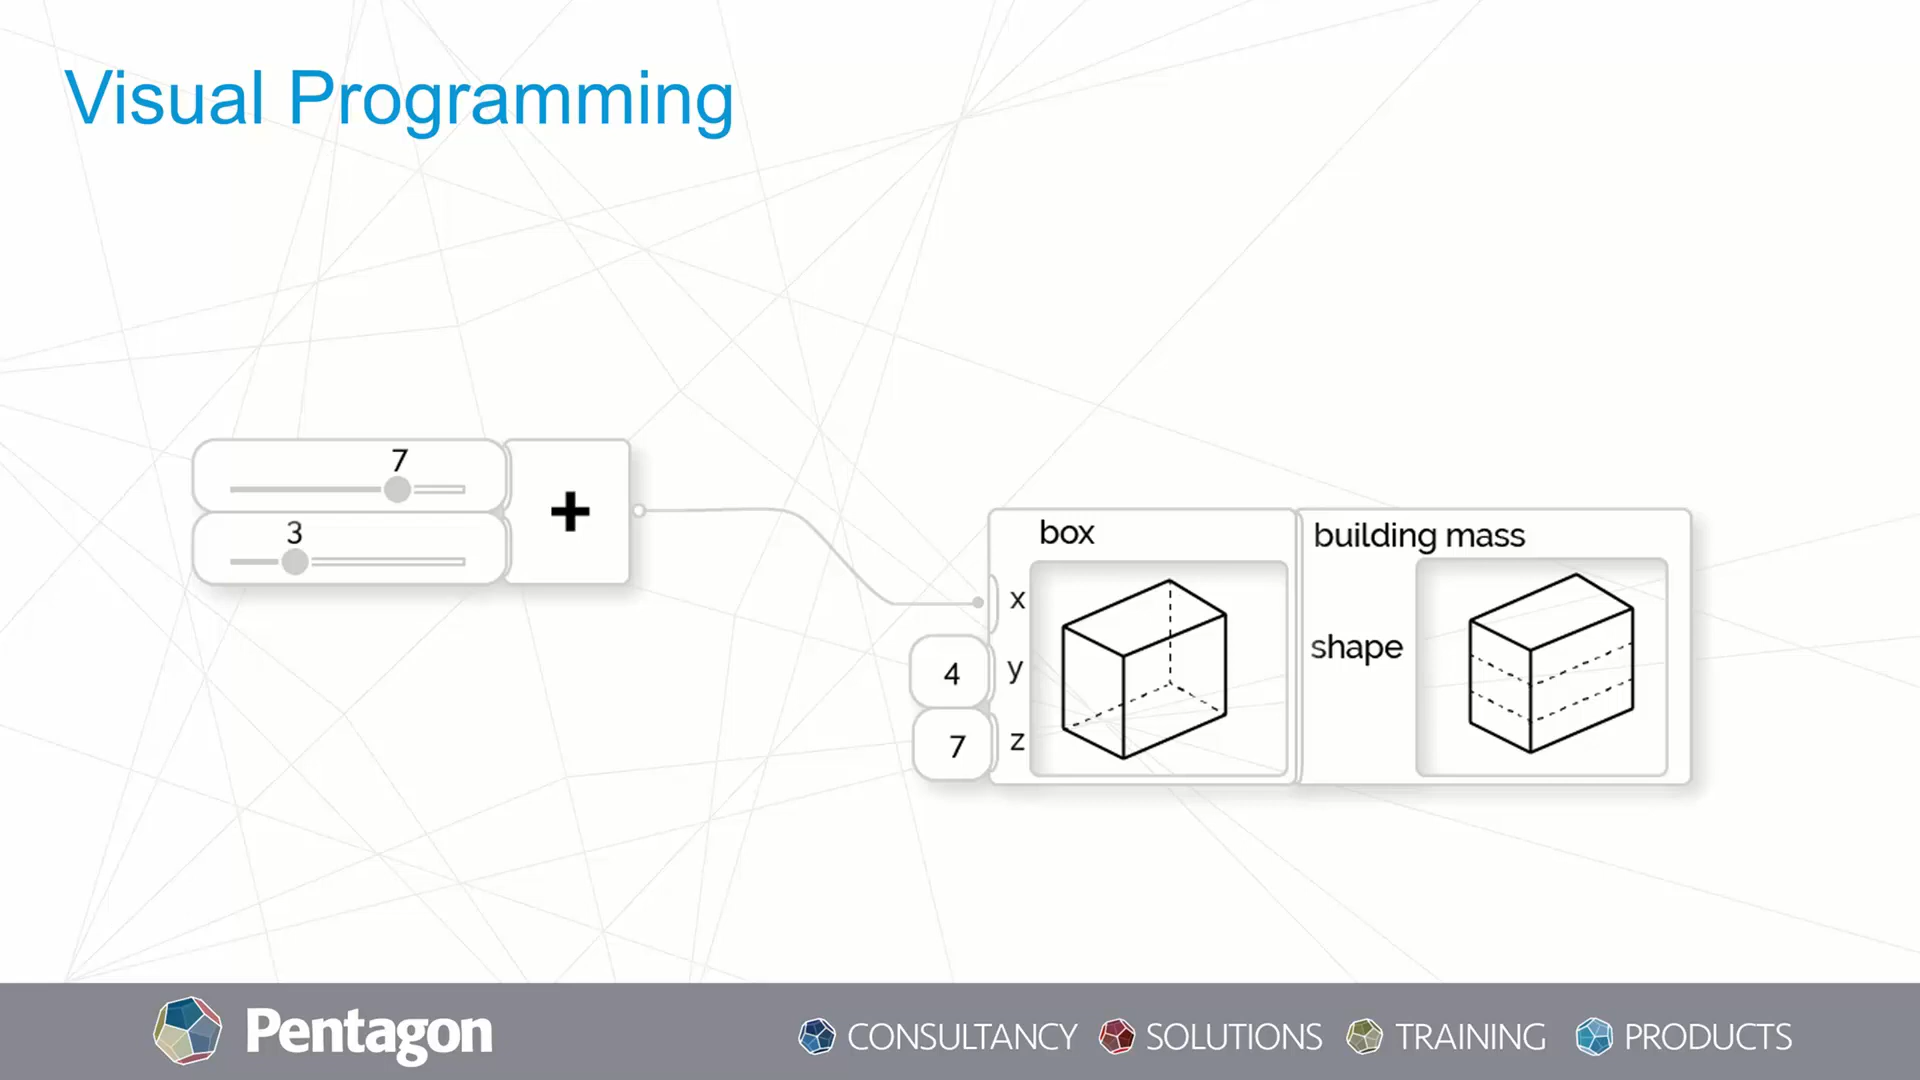 Visual Programming
7
3
+
box
x
y
z
4
7
building mass
shape
Pentagon
CONSULTANCY
SOLUTIONS
TRAINING
PRODUCTS